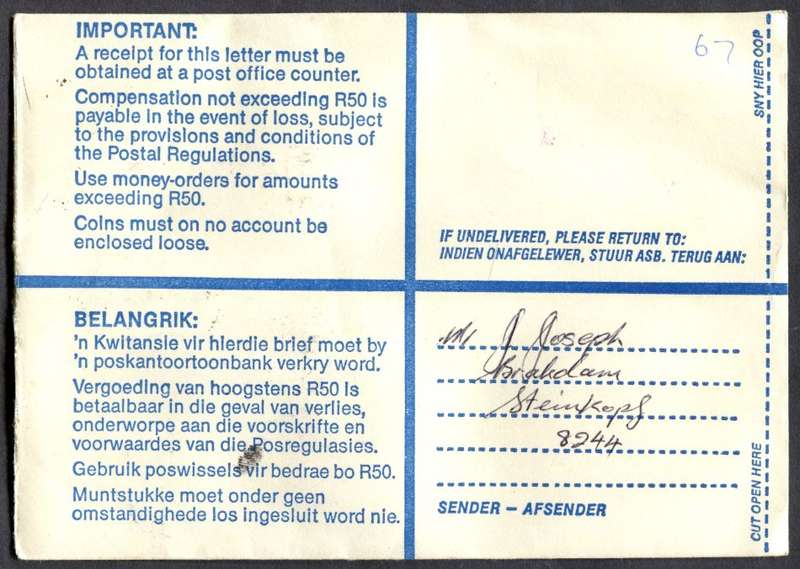 IMPORTANT:
A receipt for this letter must be
obtained at a post office counter.
Compensation not exceeding R50 is
payable in the event of loss, subject
to the provisions and conditions of
the Postal Regulations.
Use money-orders for amounts
exceeding R50.
Coins must on no account be
enclosed loose.
67
SNY HIER OOP
IF UNDELIVERED, PLEASE RETURN TO:
INDIEN ONAFGELEWER, STUUR ASB. TERUG AAN:
BELANGRIK:
'n Kwitansie vir hierdie brief moet by
'n poskantoortoonbank verkry word.
Vergoeding van hoogstens R50 is
betaalbaar in die geval van verlies,
onderworpe aan die voorskrifte en
voorwaardes van die Posregulasies.
Gebruik poswissels vir bedrae bo R50.
Muntstukke moet onder geen
omstandighede los ingesluit word nie.
Mr J Joseph
Brakdam
Steinkopf
8244
SENDER – AFSENDER
CUT OPEN HERE